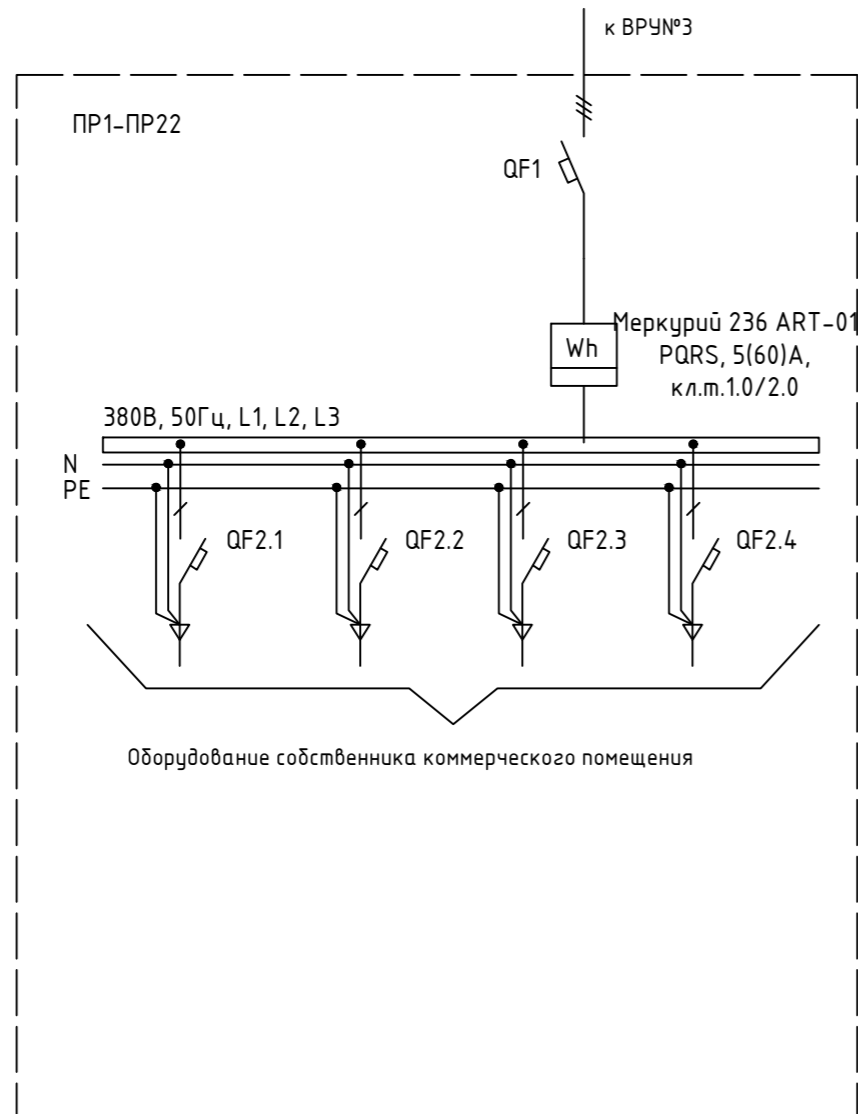 к ВРУ№3
ПР1-ПР22
QF1
Меркурий 236 ART-01
PQRS, 5(60)А,
кл.т.1.0/2.0
Wh
380В, 50Гц, L1, L2, L3
N
PE
QF2.1
QF2.2
QF2.3
QF2.4
Оборудование собственника коммерческого помещения